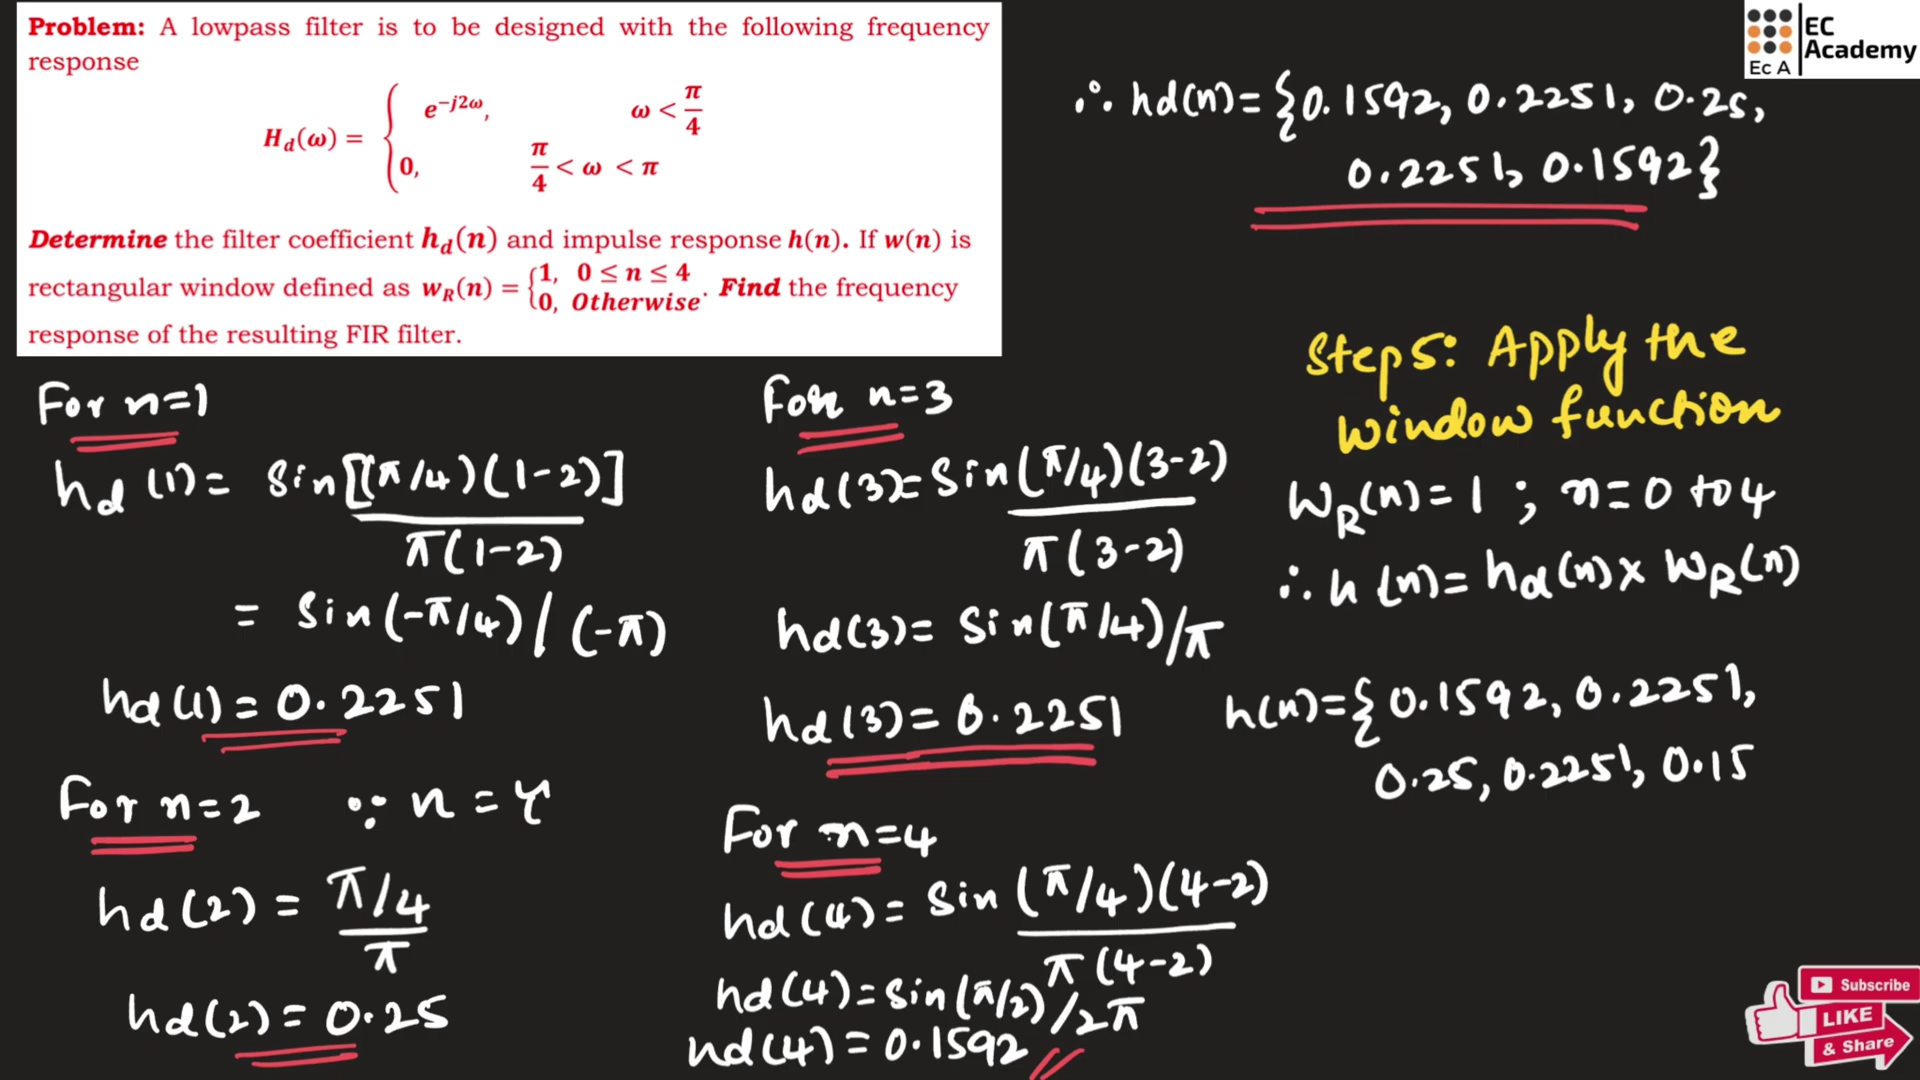 Problem: A lowpass filter is to be designed with the following frequency
response
H_d(ω) = { e^{-j2ω}, ω < π/4
0, π/4 < ω < π
Determine the filter coefficient h_d(n) and impulse response h(n). If w(n) is
rectangular window defined as w_R(n) = {1, 0 ≤ n ≤ 4
0, Otherwise. Find the frequency
response of the resulting FIR filter.
For n=1
hd (1) = Sin[(π/4)(1-2)] / π(1-2)
= Sin(-π/4) / (-π)
hd(1) = 0.2251
For n=2 ∵ n = τ
hd(2) = π/4 / π
hd(2) = 0.25
For n=3
hd(3) = Sin(π/4)(3-2) / π(3-2)
hd(3) = Sin(π/4)/π
hd(3) = 0.2251
For n=4
hd(4) = Sin (π/4)(4-2) / π(4-2)
hd(4) = Sin(π/2)/2π
hd(4) = 0.1592
∴ hd(n) = {0.1592, 0.2251, 0.25,
0.2251, 0.1592}
Step5: Apply the
window function
W_R(n) = 1 ; n = 0 to 4
∴ h(n) = hd(n) x W_R(n)
h(n) = {0.1592, 0.2251,
0.25, 0.2251, 0.15
EC
Academy
Ec A
Subscribe
LIKE
& Share